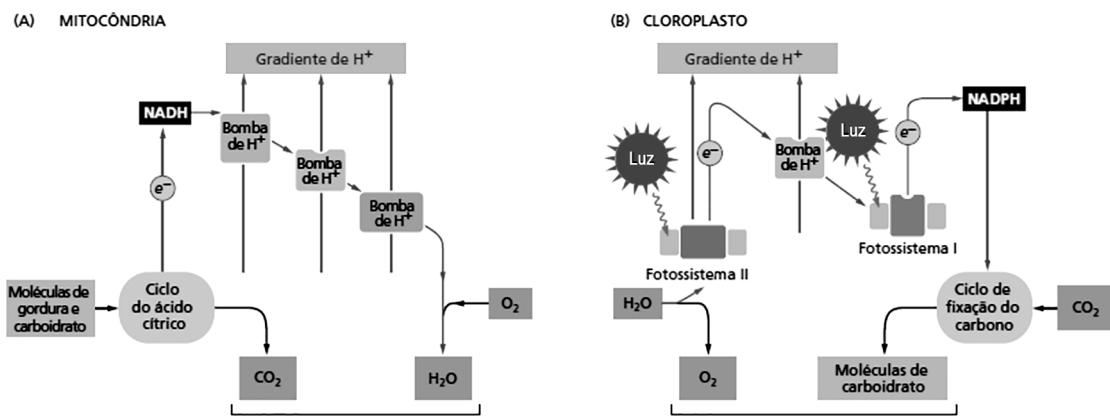 (A) MITOCÔNDRIA
Gradiente de H⁺
NADH
Bomba
de H⁺
Bomba
de H⁺
Bomba
de H⁺
e⁻
Moléculas de
gordura e
carboidrato
Ciclo
do ácido
cítrico
O₂
CO₂
H₂O
(B) CLOROPLASTO
Gradiente de H⁺
NADPH
Luz
e⁻
Bomba
de H⁺
Luz
e⁻
Fotossistema I
Fotossistema II
H₂O
Ciclo de
fixação do
carbono
CO₂
O₂
Moléculas de
carboidrato